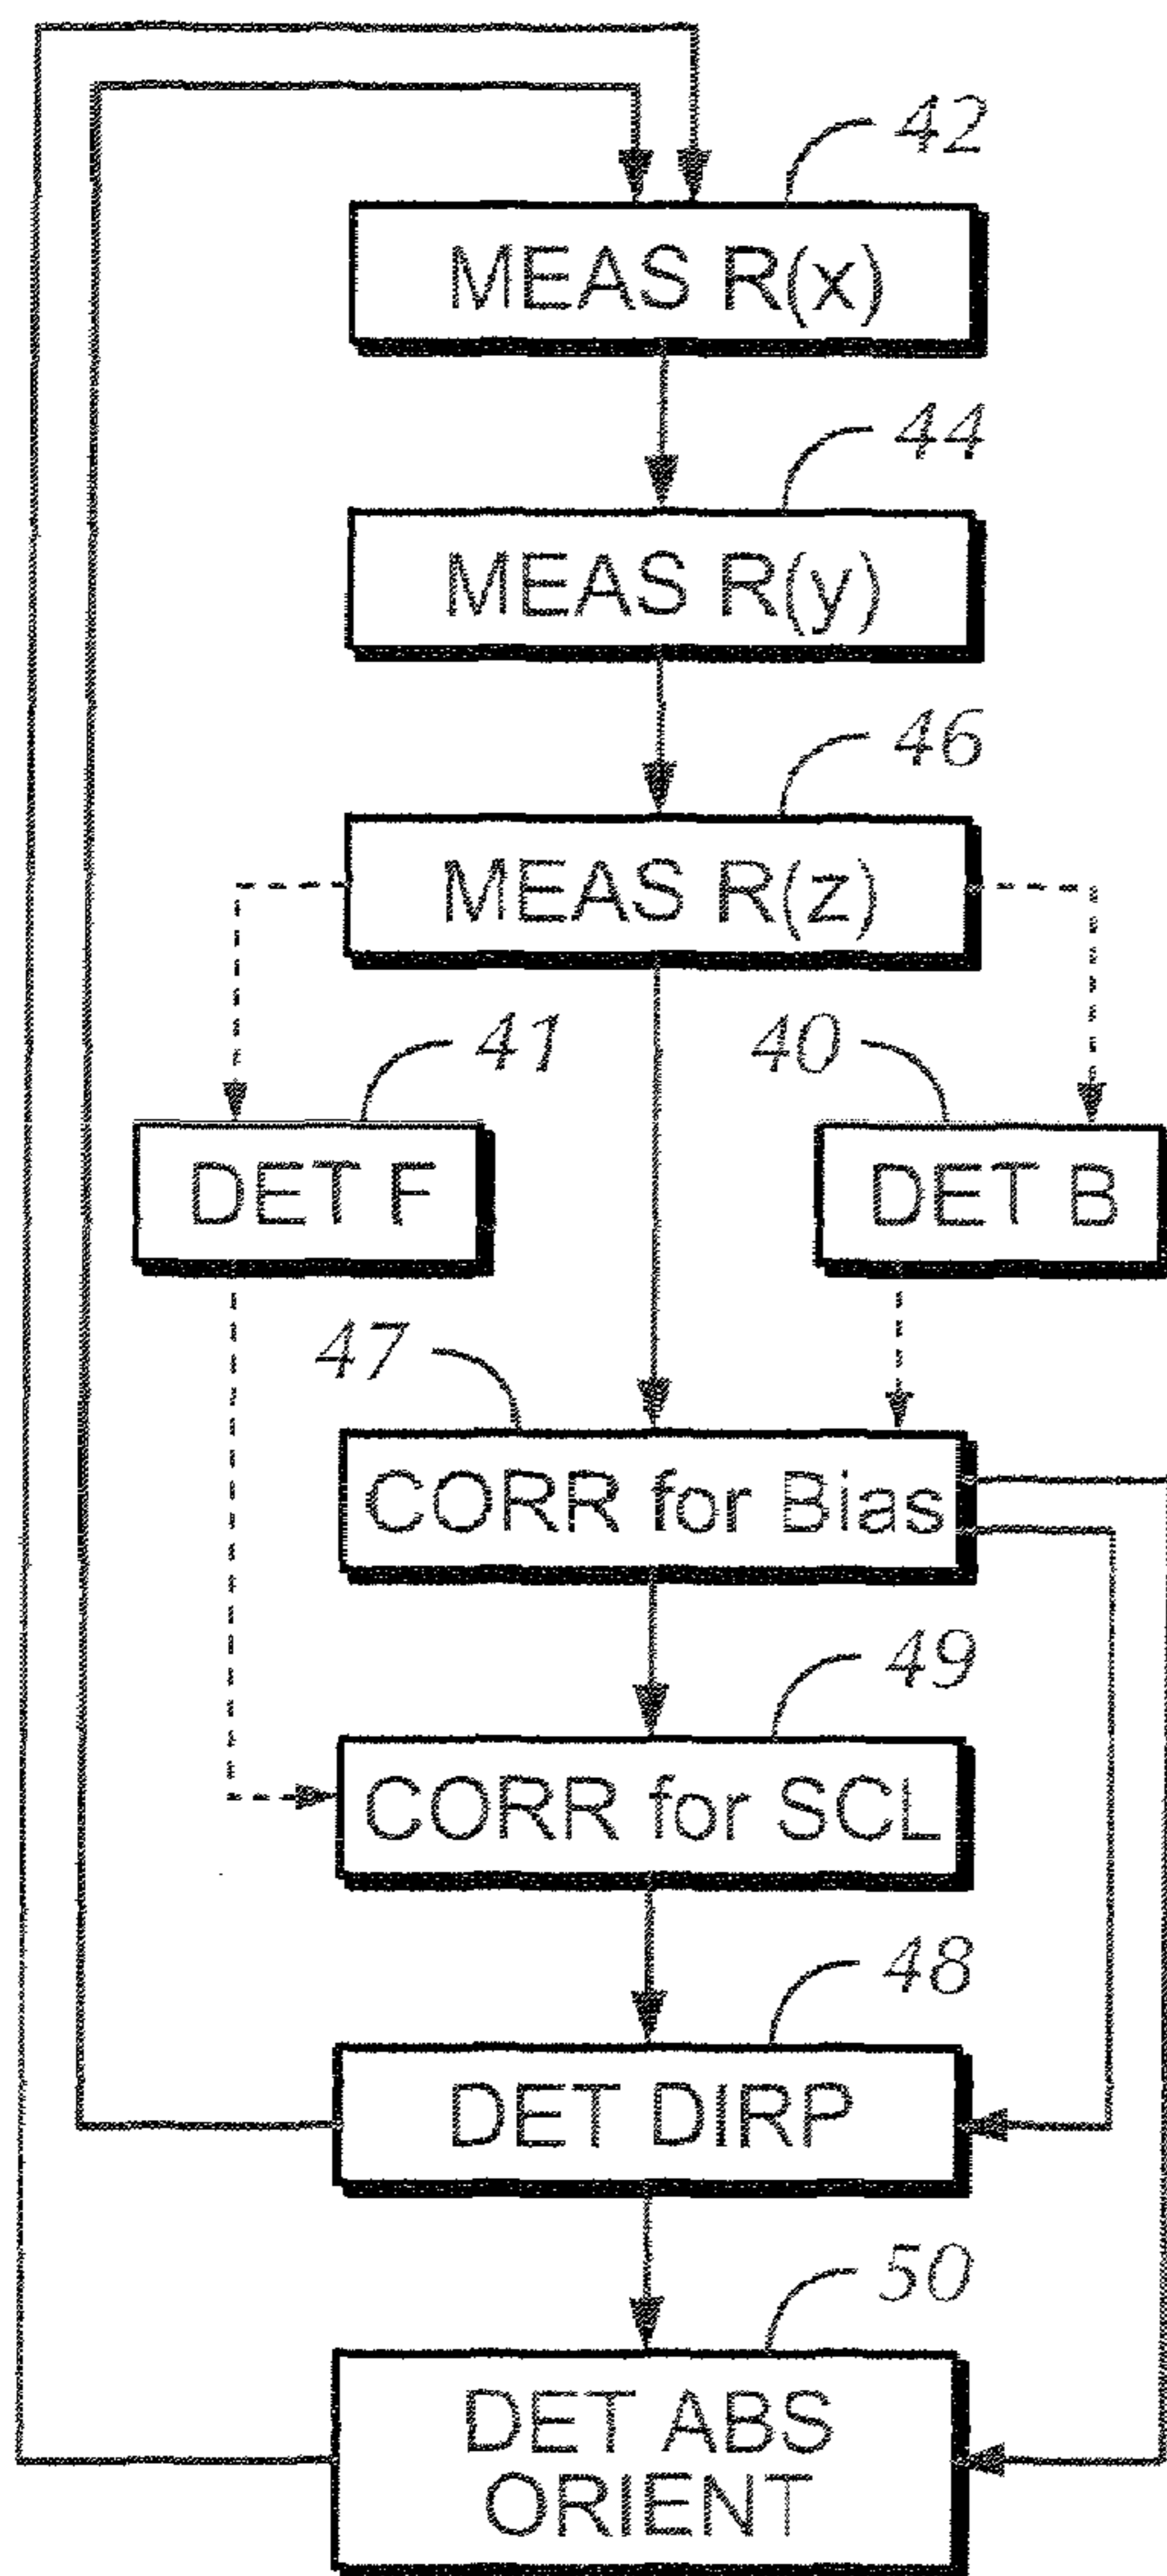 42
MEAS R(x)
44
MEAS R(y)
46
MEAS R(z)
41
40
DET F
DET B
47
CORR for Bias
49
CORR for SCL
48
DET DIRP
50
DET ABS
ORIENT